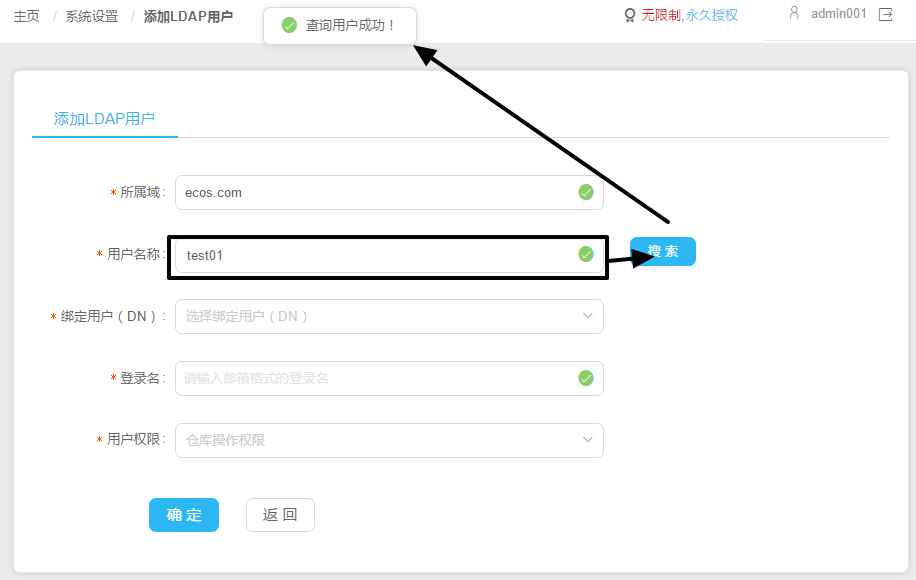 主页 / 系统设置 / 添加LDAP用户
查询用户成功！
无限制,永久授权
admin001
添加LDAP用户
* 所属域: ecos.com
* 用户名称: test01 搜 索
* 绑定用户 ( DN ) : 选择绑定用户 ( DN )
* 登录名: 请输入邮箱格式的登录名
* 用户权限: 仓库操作权限
确 定 返 回